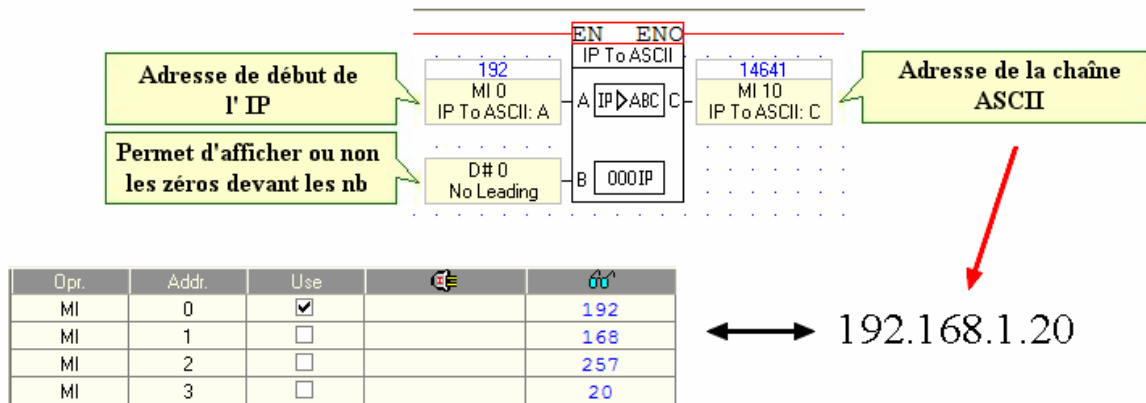 EN ENO
IP To ASCII
Adresse de début de
l' IP
192
MI 0
IP To ASCII: A
A IP▷ABC C
14641
MI 10
IP To ASCII: C
Adresse de la chaîne
ASCII
Permet d'afficher ou non
les zéros devant les nb
D# 0
No Leading
B 000IP
Opr. Addr. Use
MI 0 192
MI 1 168
MI 2 257
MI 3 20
192.168.1.20